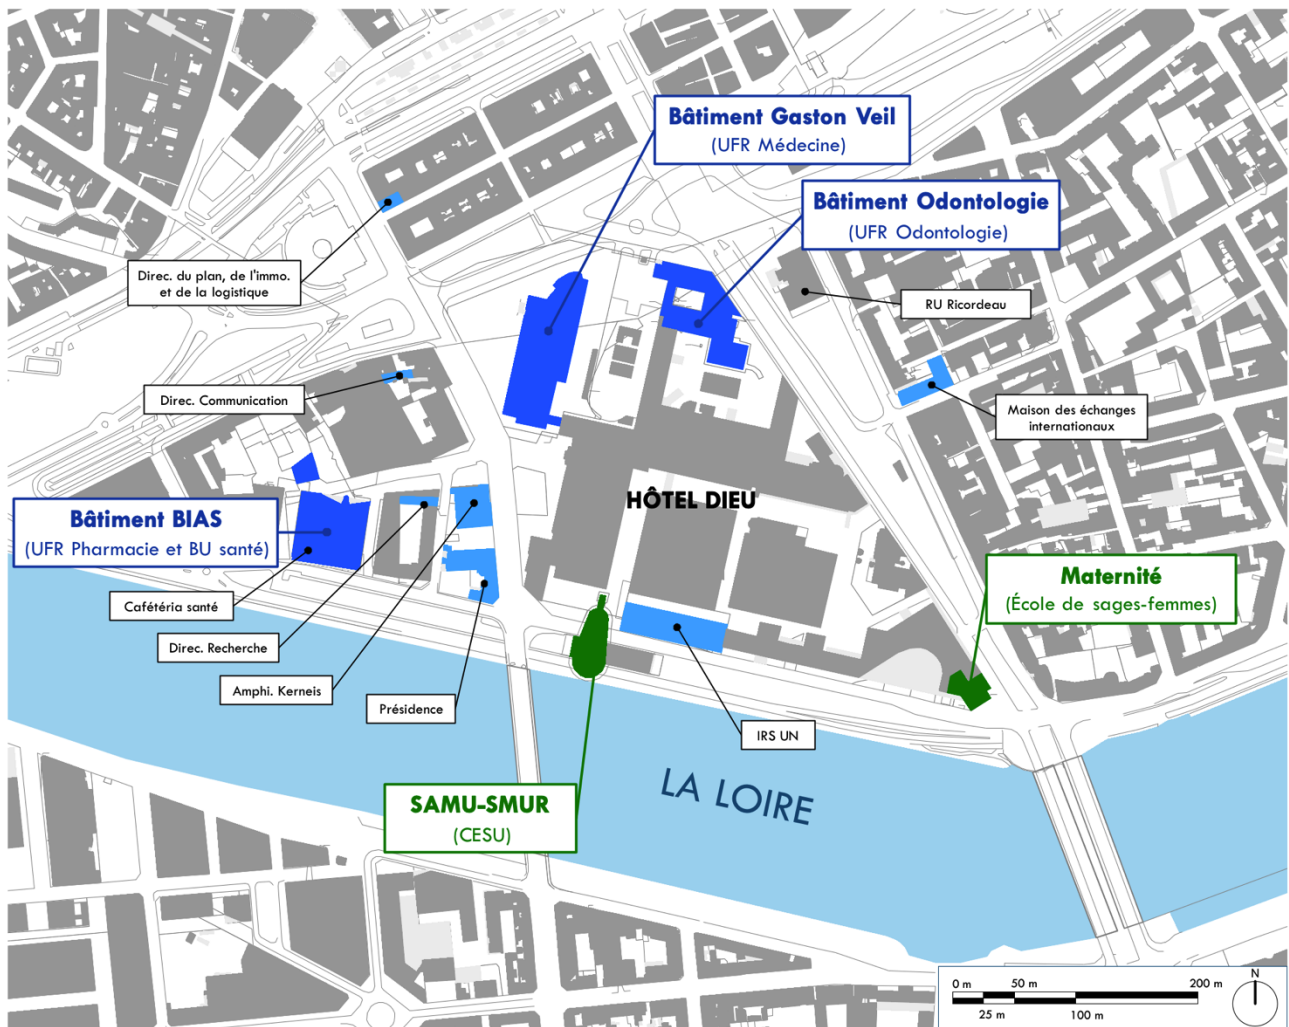 Bâtiment Gaston Veil
(UFR Médecine)
Bâtiment Odontologie
(UFR Odontologie)
Direc. du plan, de l'immo.
et de la logistique
RU Ricordeau
Direc. Communication
Maison des échanges
internationaux
HÔTEL DIEU
Bâtiment BIAS
(UFR Pharmacie et BU santé)
Maternité
(École de sages-femmes)
Cafétéria santé
Direc. Recherche
Amphi. Kerneis
Présidence
IRS UN
SAMU-SMUR
(CESU)
LA LOIRE
0 m 50 m 200 m
25 m 100 m
N